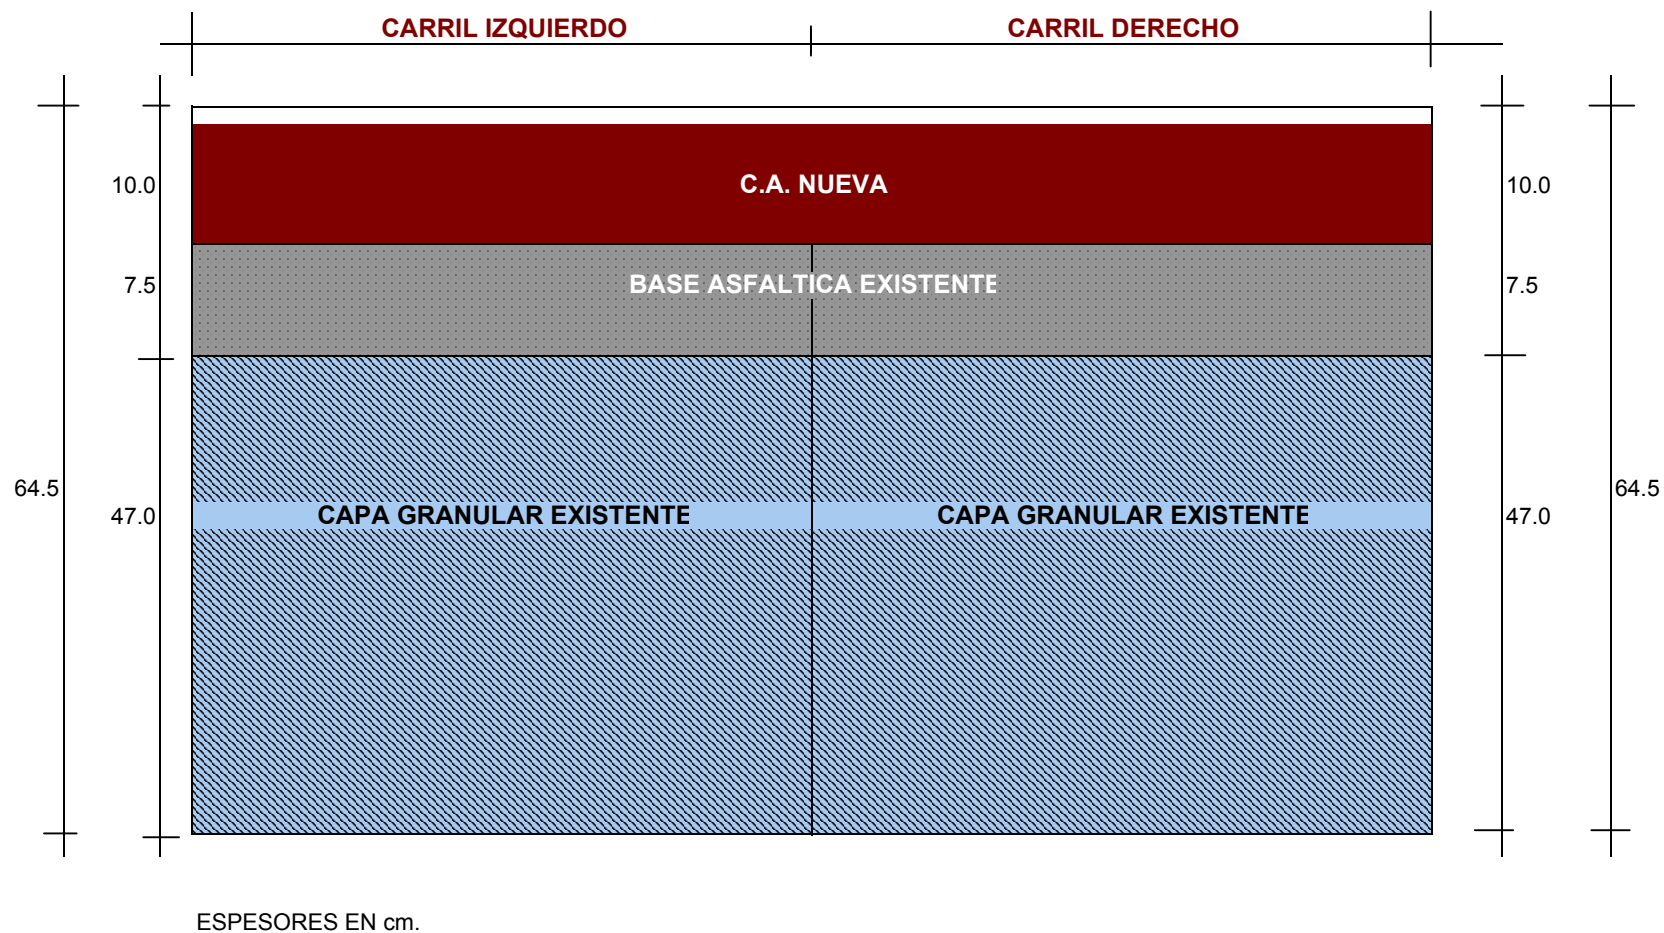 CARRIL IZQUIERDO CARRIL DERECHO
10.0 C.A. NUEVA 10.0
7.5 BASE ASFALTICA EXISTENTE 7.5
64.5 64.5
47.0 CAPA GRANULAR EXISTENTE CAPA GRANULAR EXISTENTE 47.0
ESPESORES EN cm.